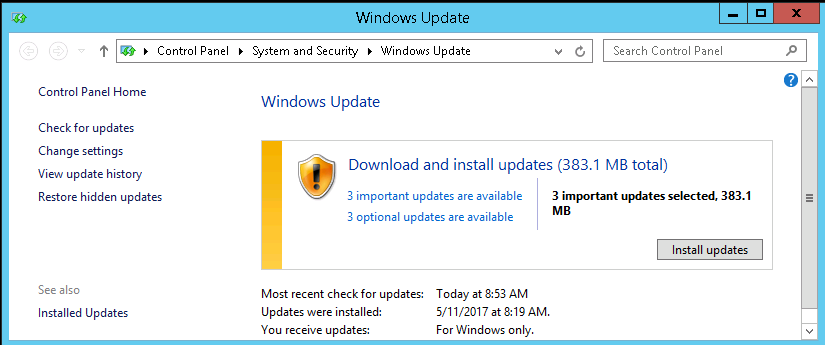 Windows Update
Control Panel Système and Security Windows Update
Search Control Panel
Control Panel Home
Check for updates
Change settings
View update history
Restore hidden updates
See also
Installed Updates
Windows Update
Download and install updates (383.1 MB total)
3 important updates are available
3 optional updates are available
3 important updates selected, 383.1
MB
Install updates
Most recent check for updates: Today at 8:53 AM
Updates were installed: 5/11/2017 at 8:19 AM.
You receive updates: For Windows only.